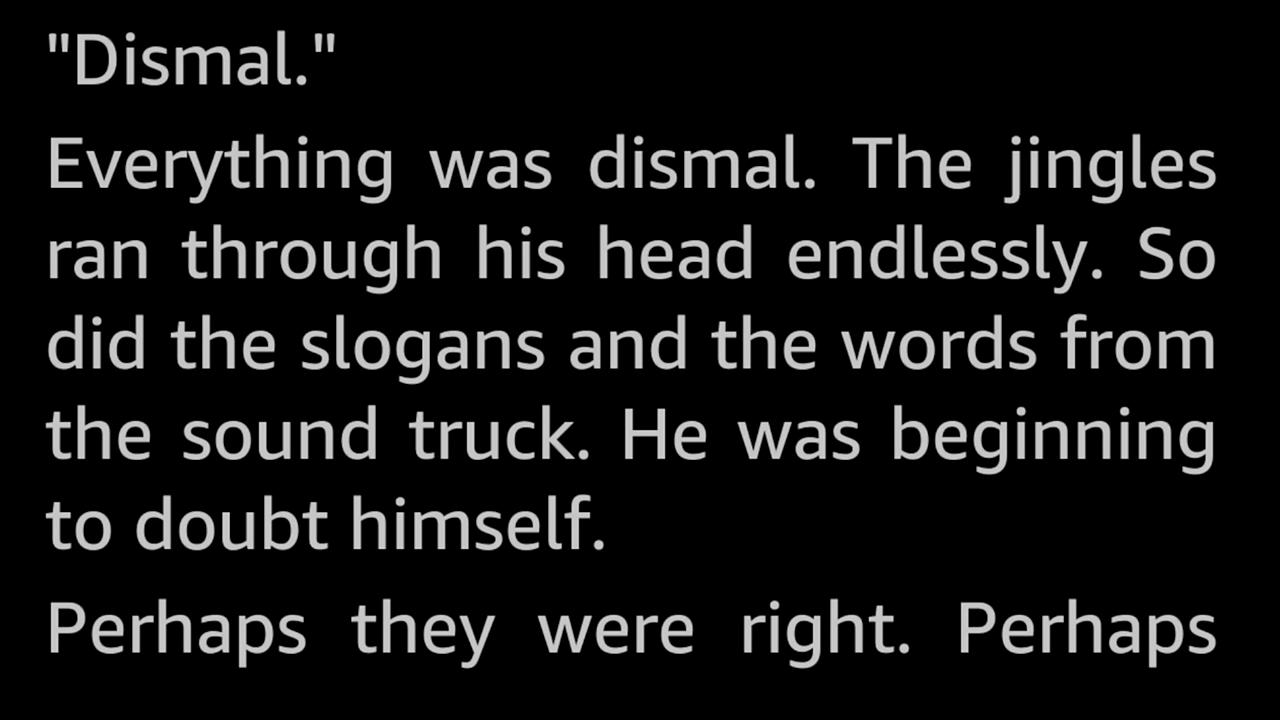 "Dismal."
Everything was dismal. The jingles
ran through his head endlessly. So
did the slogans and the words from
the sound truck. He was beginning
to doubt himself.
Perhaps they were right. Perhaps